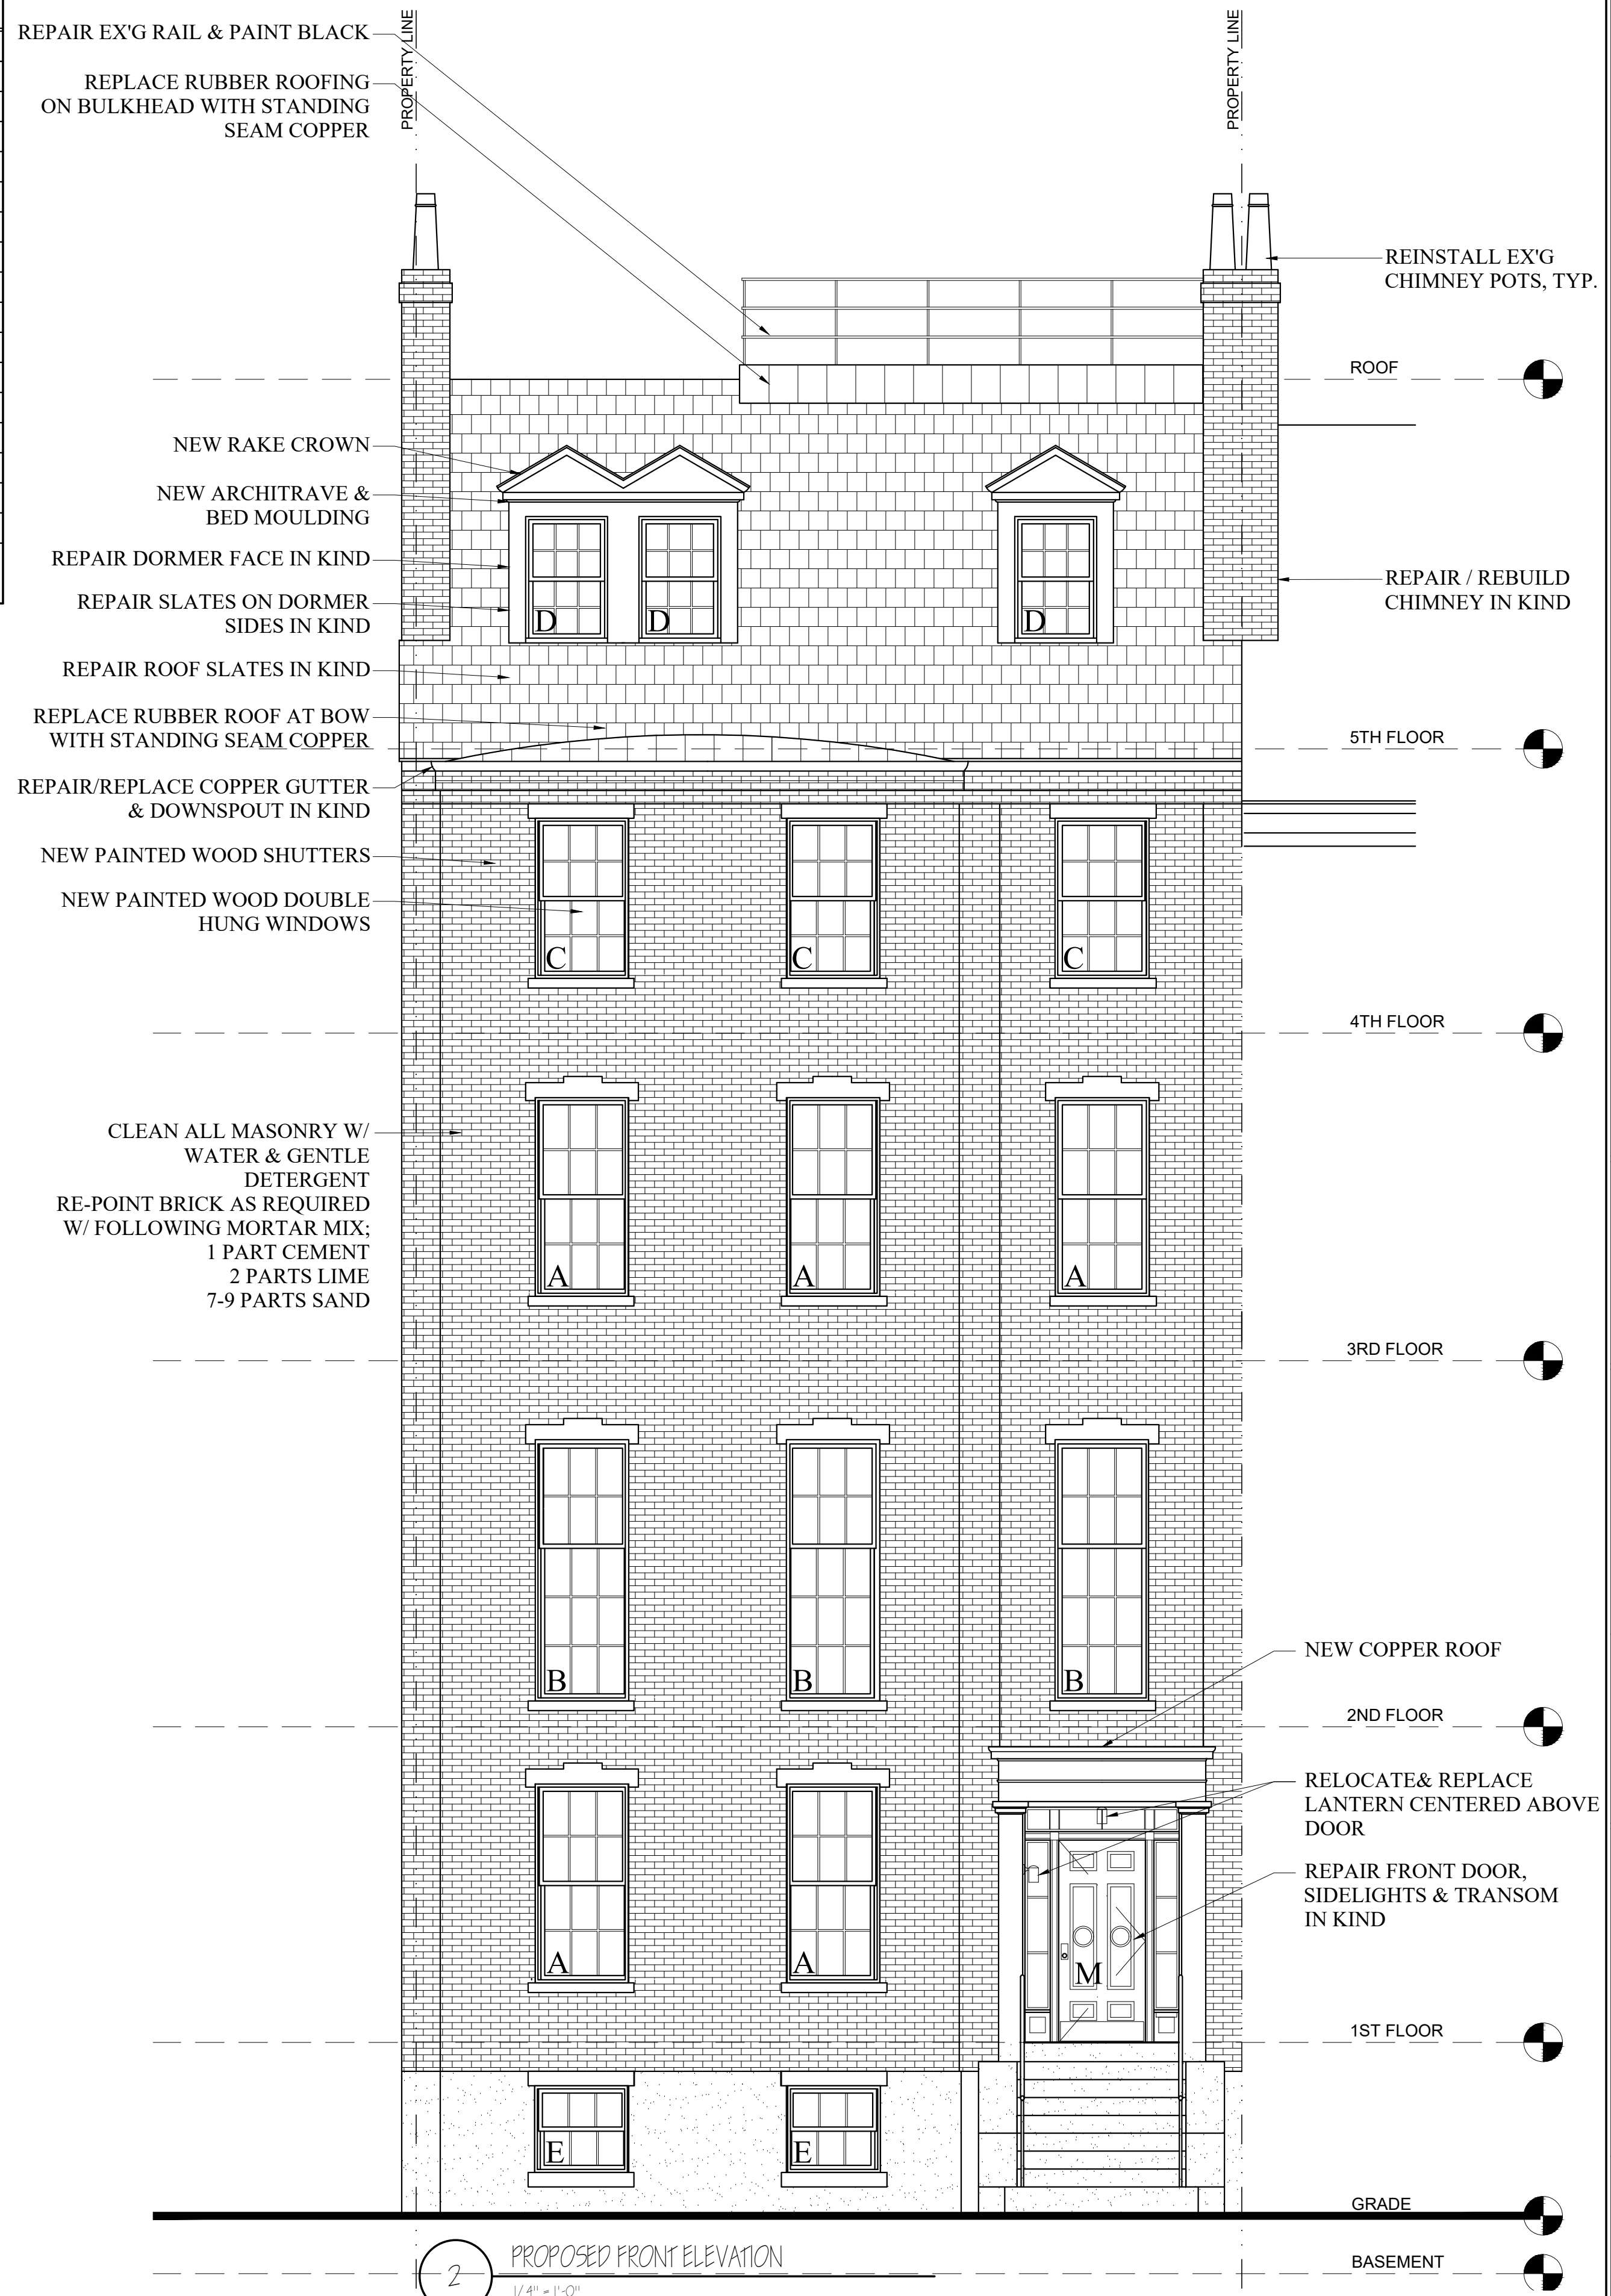 REPAIR EX'G RAIL & PAINT BLACK
REPLACE RUBBER ROOFING
ON BULKHEAD WITH STANDING
SEAM COPPER
PROPERTY LINE
PROPERTY LINE
REINSTALL EX'G
CHIMNEY POTS, TYP.
ROOF
NEW RAKE CROWN
NEW ARCHITRAVE &
BED MOULDING
REPAIR DORMER FACE IN KIND
REPAIR SLATES ON DORMER
SIDES IN KIND
D
D
D
REPAIR / REBUILD
CHIMNEY IN KIND
REPAIR ROOF SLATES IN KIND
REPLACE RUBBER ROOF AT BOW
WITH STANDING SEAM COPPER
5TH FLOOR
REPAIR/REPLACE COPPER GUTTER
& DOWNSPOUT IN KIND
NEW PAINTED WOOD SHUTTERS
NEW PAINTED WOOD DOUBLE
HUNG WINDOWS
C
C
C
4TH FLOOR
CLEAN ALL MASONRY W/
WATER & GENTLE
DETERGENT
RE-POINT BRICK AS REQUIRED
W/ FOLLOWING MORTAR MIX;
1 PART CEMENT
2 PARTS LIME
7-9 PARTS SAND
A
A
A
3RD FLOOR
B
B
B
NEW COPPER ROOF
2ND FLOOR
RELOCATE& REPLACE
LANTERN CENTERED ABOVE
DOOR
REPAIR FRONT DOOR,
SIDELIGHTS & TRANSOM
IN KIND
A
A
M
1ST FLOOR
E
E
GRADE
2
PROPOSED FRONT ELEVATION
1/4" = 1'-0"
BASEMENT